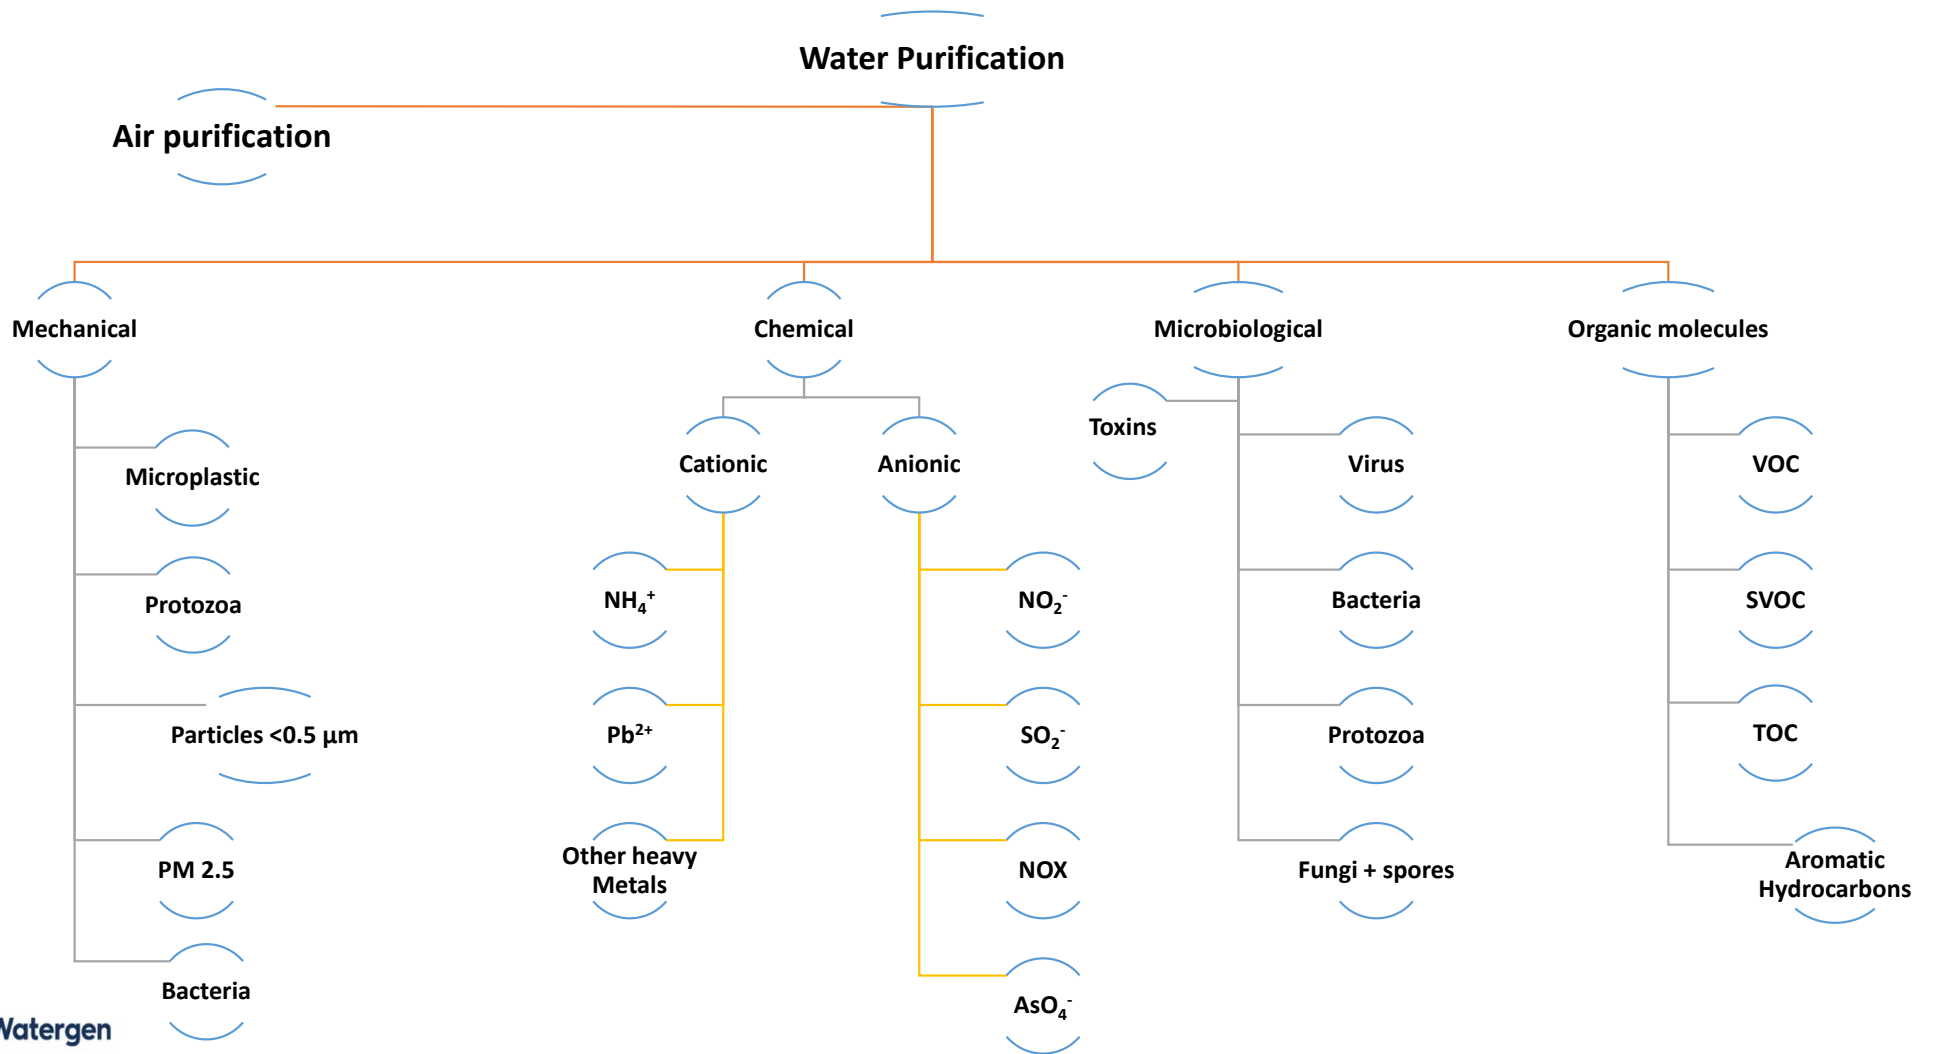 Water Purification
Air purification
Mechanical
Chemical
Microbiological
Organic molecules
Microplastic
Protozoa
Particles <0.5 µm
PM 2.5
Bacteria
Cationic
Anionic
NH₄⁺
Pb²⁺
Other heavy
Metals
NO₂⁻
SO₂⁻
NOX
AsO₄⁻
Toxins
Virus
Bacteria
Protozoa
Fungi + spores
VOC
SVOC
TOC
Aromatic
Hydrocarbons
Watergen